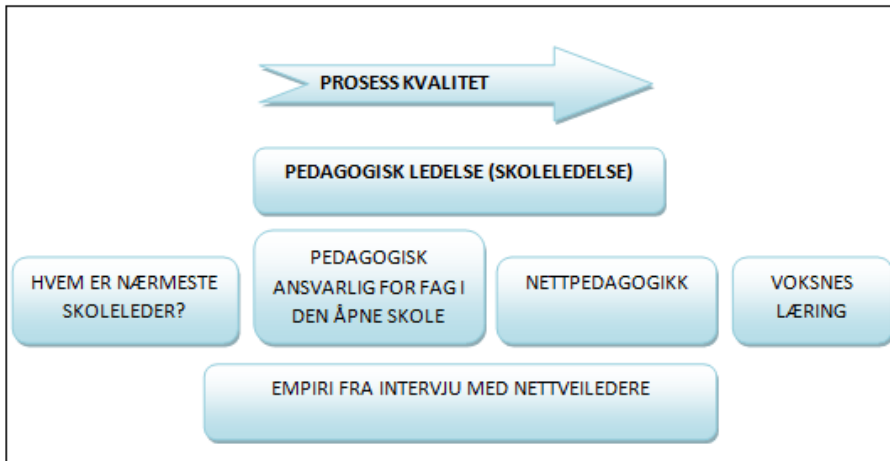 PROSESS KVALITET
PEDAGOGISK LEDELSE (SKOLELEDELSE)
HVEM ER NÆRMESTE
SKOLELEDER?
PEDAGOGISK
ANSVARLIG FOR FAG I
DEN ÅPNE SKOLE
NETTPEDAGOGIKK
VOKSNES
LÆRING
EMPIRI FRA INTERVJU MED NETTVEILEDERE